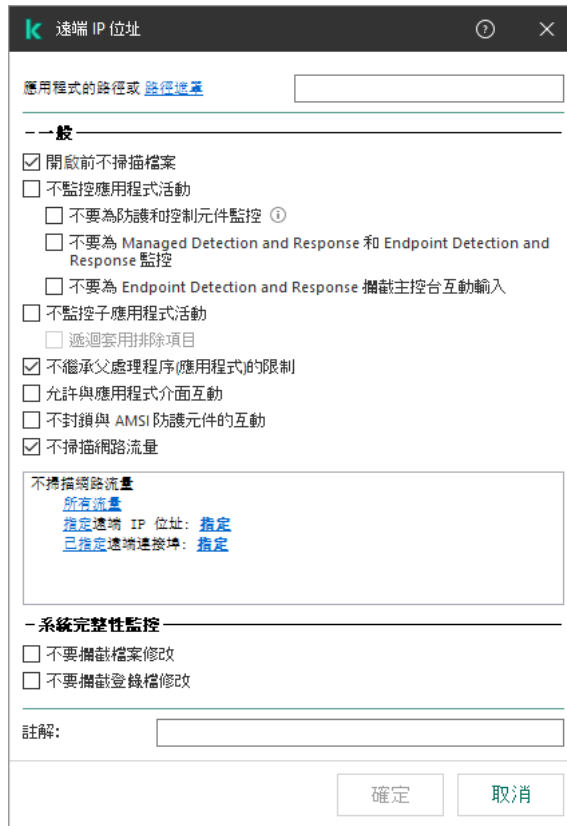 遠端 IP 位址
應用程式的路徑或 路徑遮罩
一般
開啟前不掃描檔案
不監控應用程式活動
不要為防護和控制元件監控
不要為 Managed Detection and Response 和 Endpoint Detection and
Response 監控
不要為 Endpoint Detection and Response 攔截主控台互動輸入
不監控子應用程式活動
遞迴套用排除項目
不繼承父處理程序(應用程式)的限制
允許與應用程式介面互動
不封鎖與 AMSI 防護元件的互動
不掃描網路流量
不掃描網路流量
所有流量
指定遠端 IP 位址: 指定
已指定遠端連接埠: 指定
系統完整性監控
不要攔截檔案修改
不要攔截登錄檔修改
註解:
確定 取消